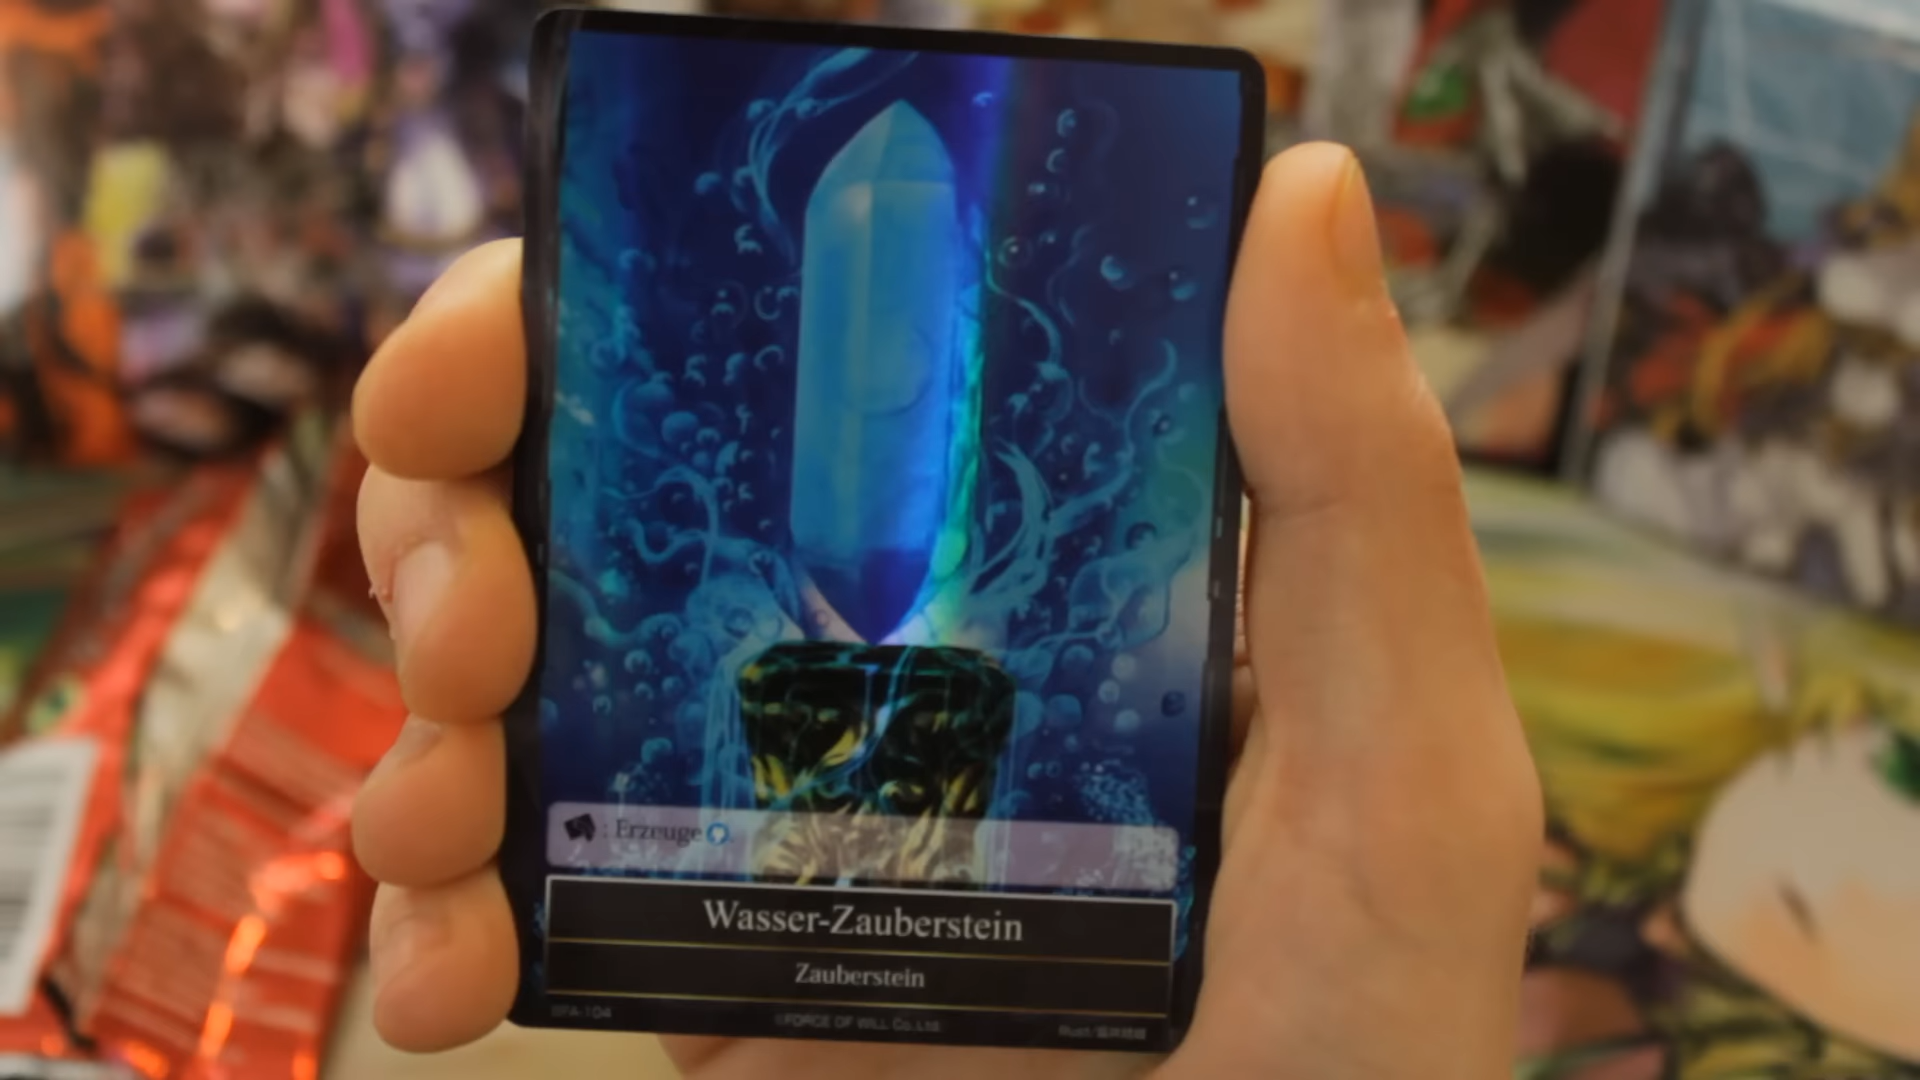 : Erzeuge
Wasser-Zauberstein
Zauberstein
©FORCE OF WILL Co.,Ltd.